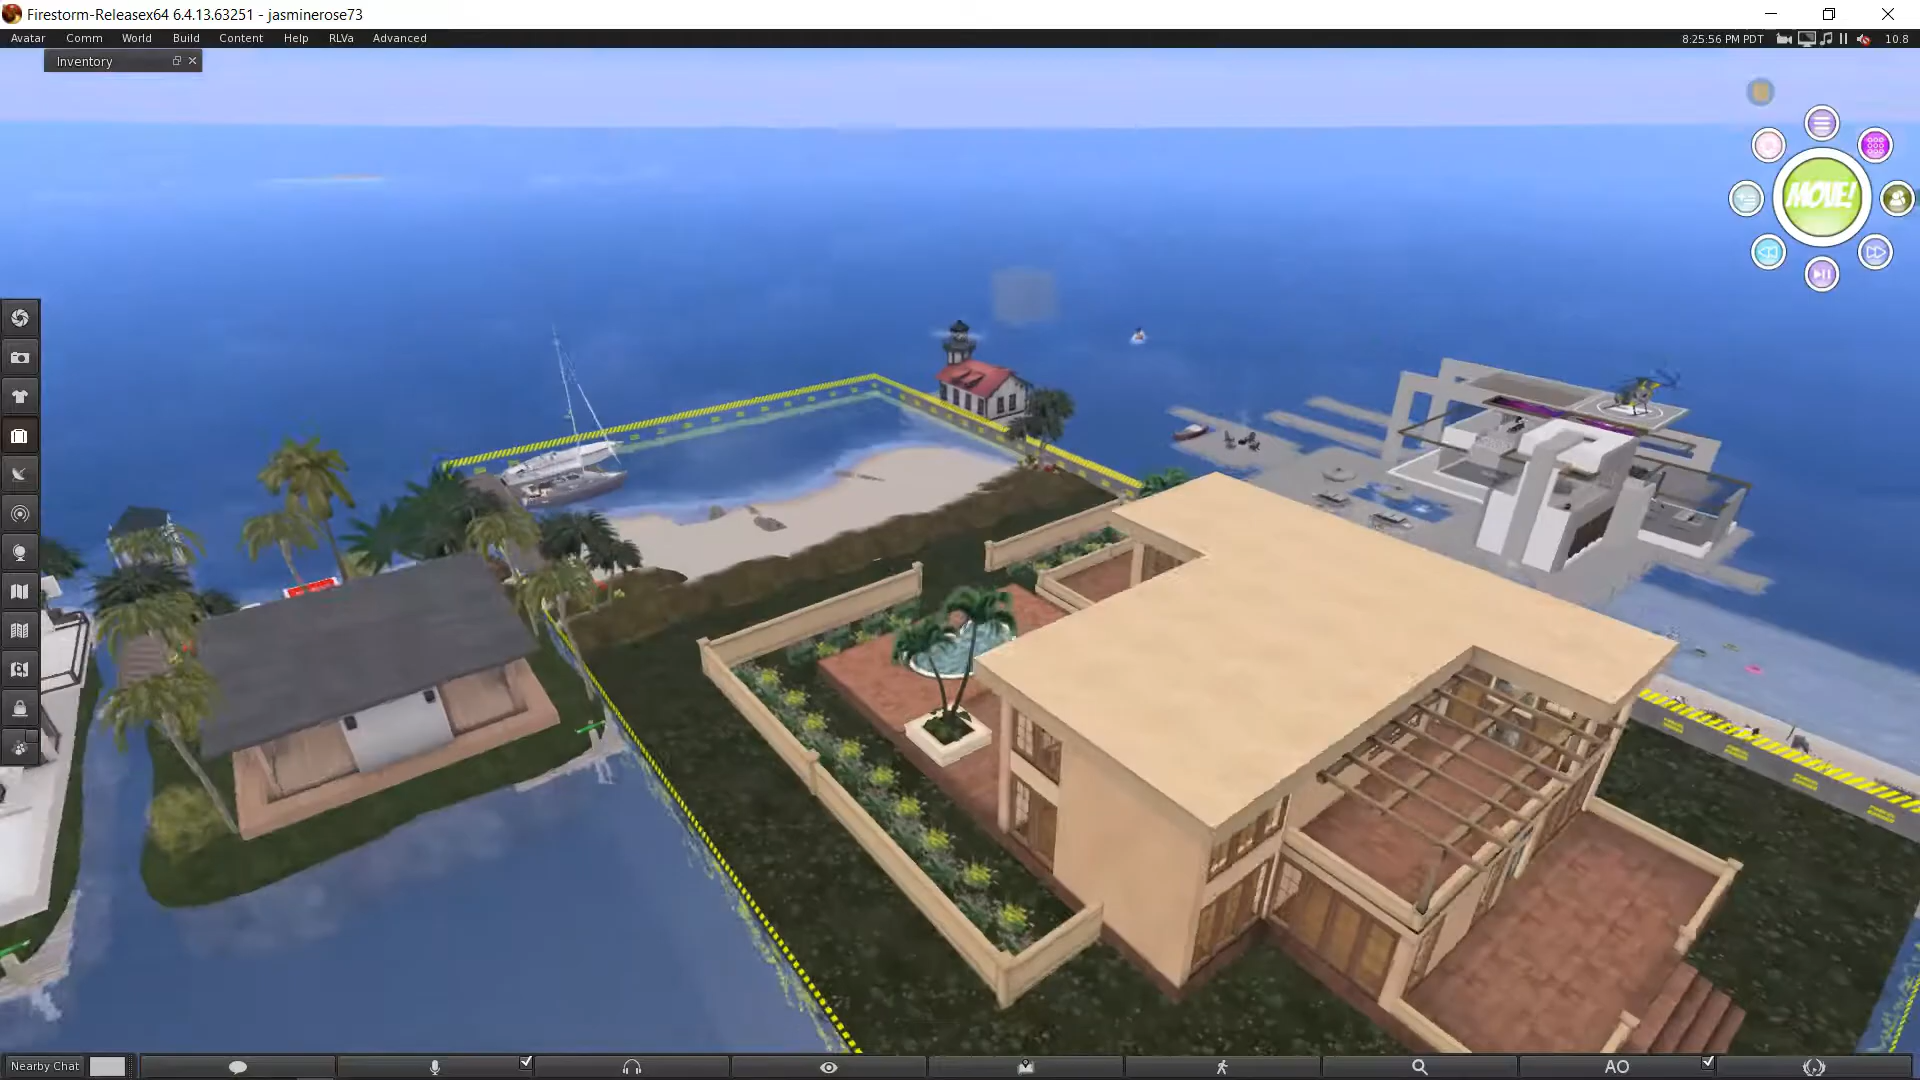 Firestorm-Releasex64 6.4.13.63251 - jasminerose73
Avatar Comm World Build Content Help RLVa Advanced
8:25:56 PM PDT 10.8
Inventory
MOVE!
Nearby Chat
AO